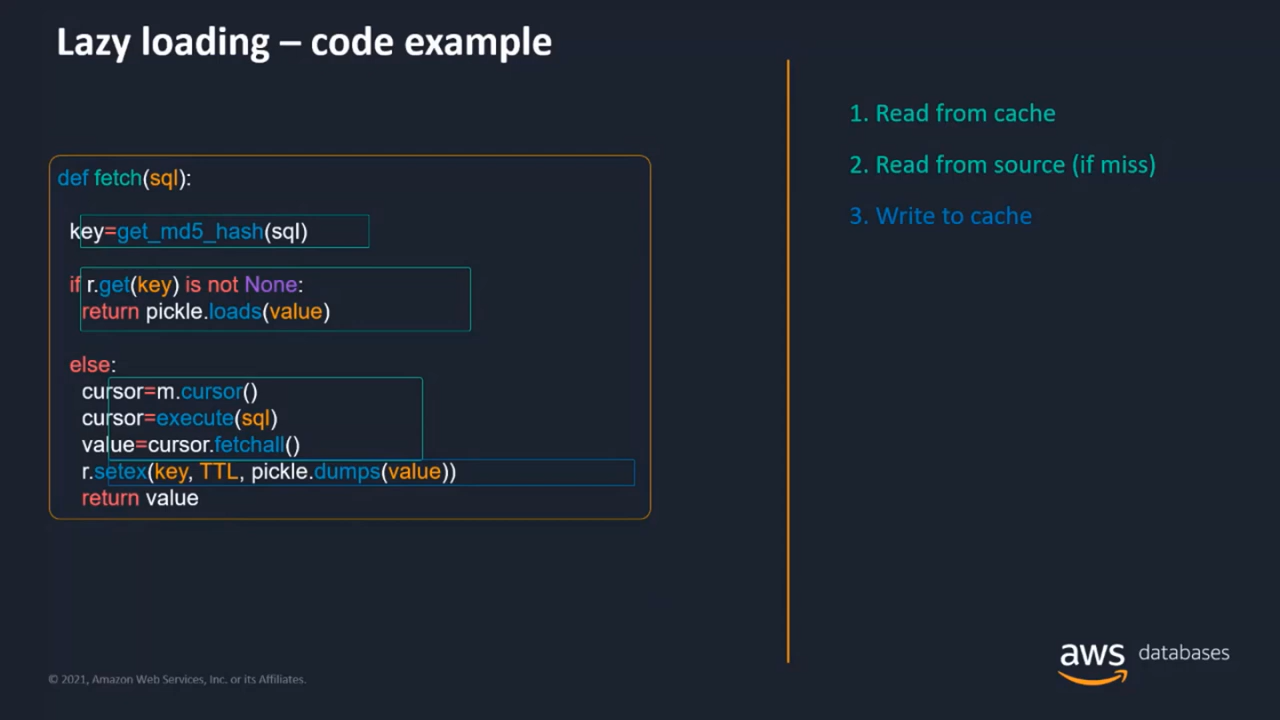 Lazy loading – code example
def fetch(sql):
key=get_md5_hash(sql)
if r.get(key) is not None:
return pickle.loads(value)
else:
cursor=m.cursor()
cursor=execute(sql)
value=cursor.fetchall()
r.setex(key, TTL, pickle.dumps(value))
return value
1. Read from cache
2. Read from source (if miss)
3. Write to cache
© 2021, Amazon Web Services, Inc. or its Affiliates.
aws databases